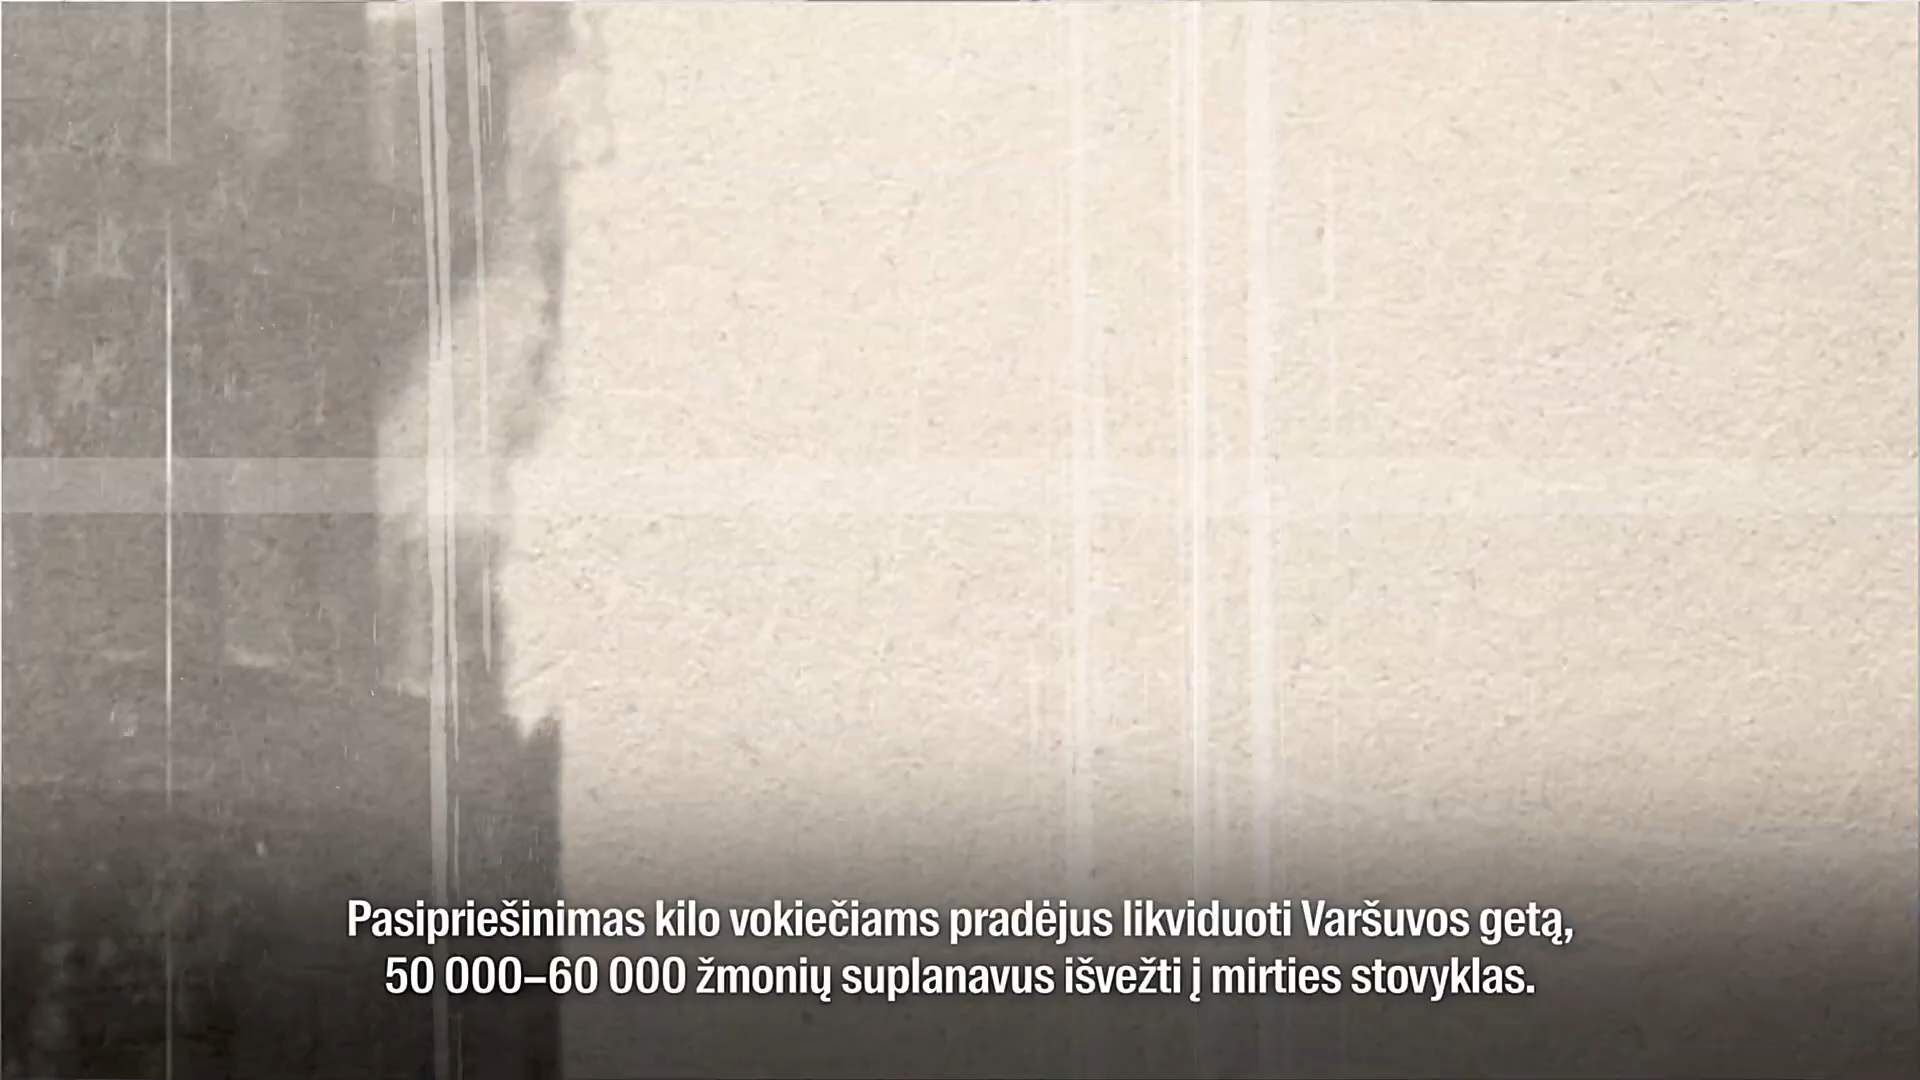 Pasipriešinimas kilo vokiečiams pradėjus likviduoti Varšuvos getą,
50 000–60 000 žmonių suplanavus išvežti į mirties stovyklas.